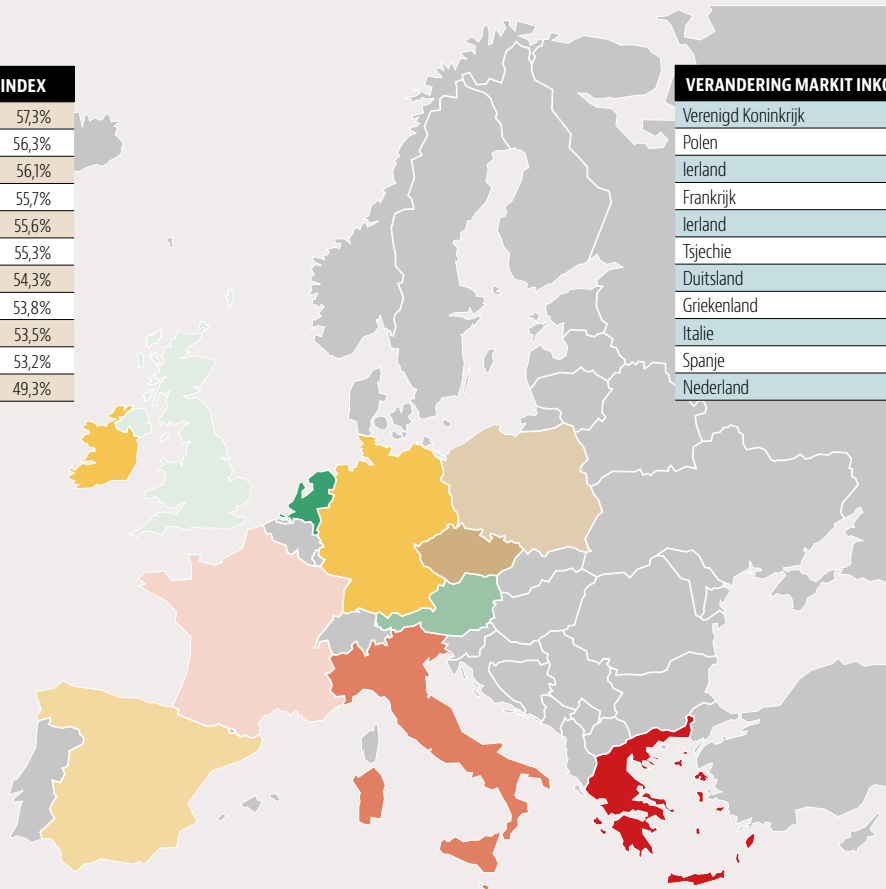 INDEX
57,3%
56,3%
56,1%
55,7%
55,6%
55,3%
54,3%
53,8%
53,5%
53,2%
49,3%
VERANDERING MARKIT INKO
Verenigd Koninkrijk
Polen
Ierland
Frankrijk
Ierland
Tsjechie
Duitsland
Griekenland
Italie
Spanje
Nederland